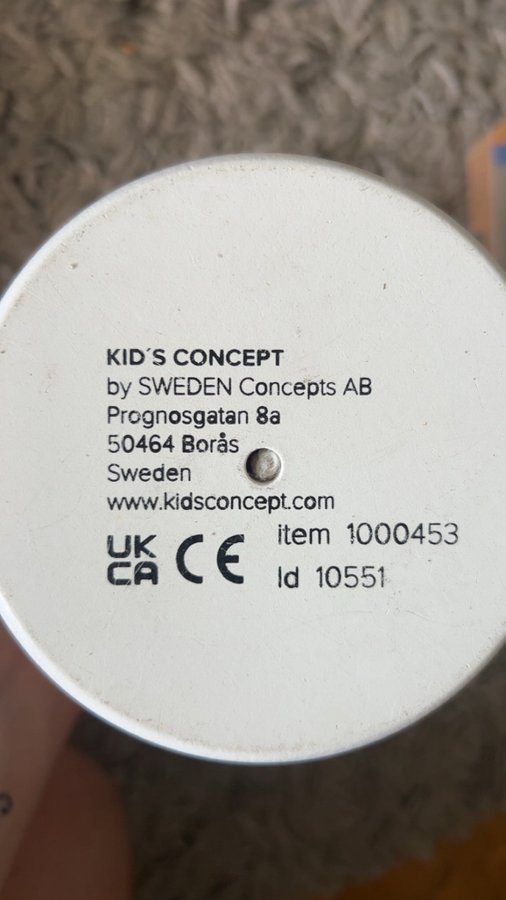 KID´S CONCEPT
by SWEDEN Concepts AB
Prognosgatan 8a
50464 Borås
Sweden
www.kidsconcept.com
UK
CA CE
item 1000453
Id 10551